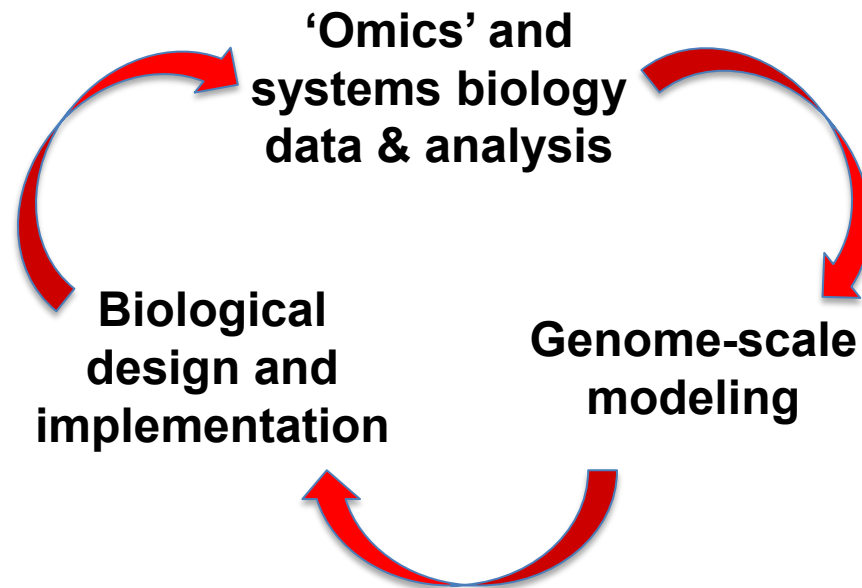 ‘Omics’ and
systems biology
data & analysis
Biological
design and
implementation
Genome-scale
modeling